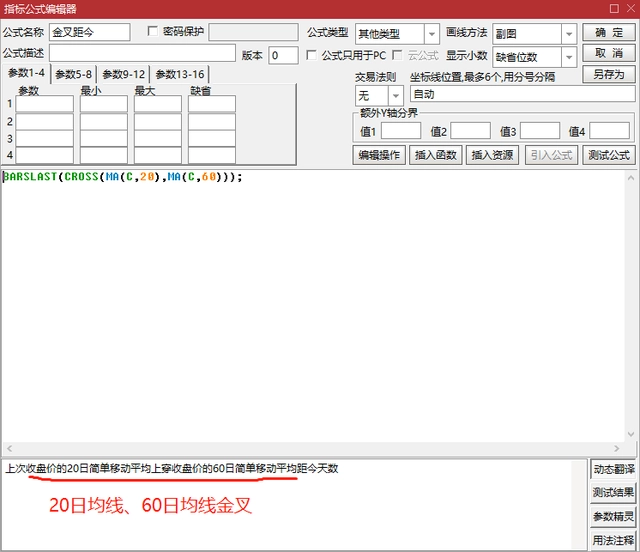 指标公式编辑器
公式名称 金叉距今 密码保护 公式类型 其他类型 画线方法 副图 确 定
公式描述 版本 0 公式只用于PC 云公式 显示小数 缺省位数 取 消
参数1-4 参数5-8 参数9-12 参数13-16 交易法则 坐标线位置,最多6个,用分号分隔 另存为
参数 最小 最大 缺省 无 自动
1
2
3
4
额外Y轴分界
值1 值2 值3 值4
编辑操作 插入函数 插入资源 引入公式 测试公式
BARSLAST(CROSS(MA(C,20),MA(C,60)));
上次收盘价的20日简单移动平均上穿收盘价的60日简单移动平均距今天数
20日均线、60日均线金叉
动态翻译
测试结果
参数精灵
用法注释